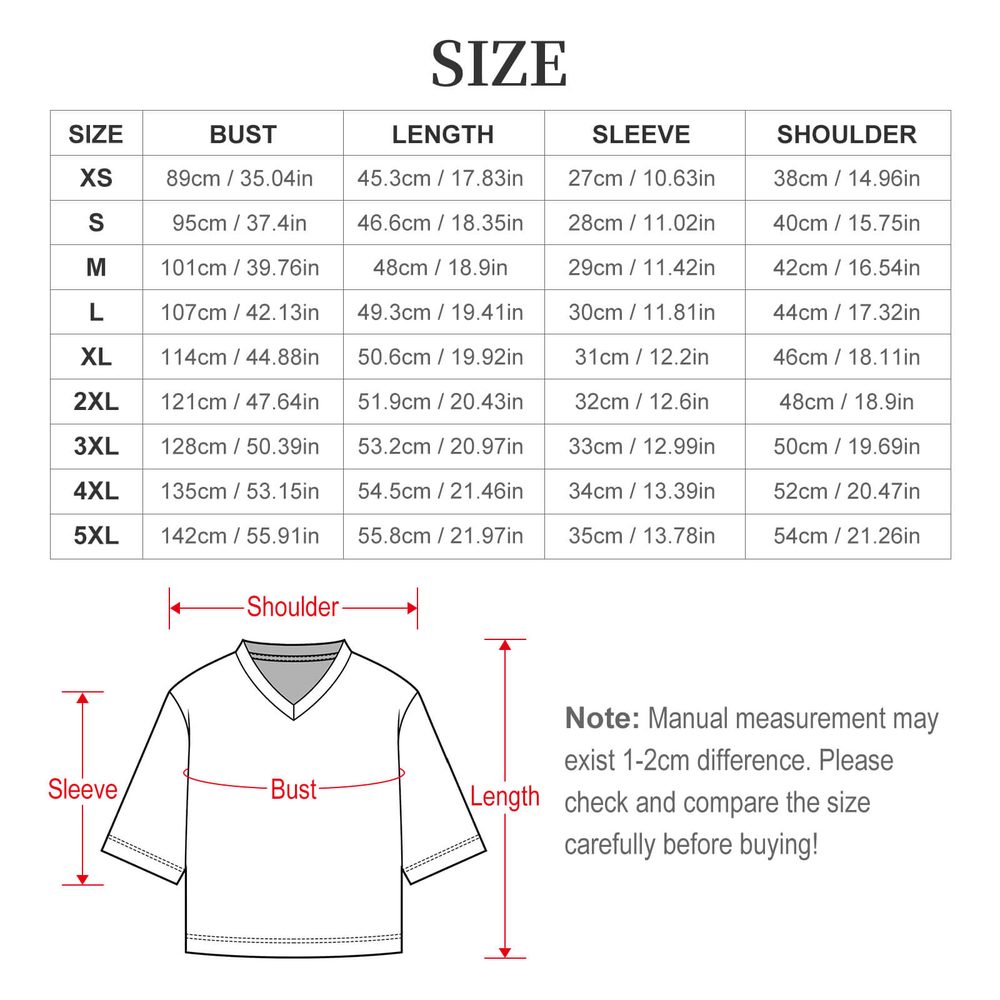 SIZE
SIZE BUST LENGTH SLEEVE SHOULDER
XS 89cm / 35.04in 45.3cm / 17.83in 27cm / 10.63in 38cm / 14.96in
S 95cm / 37.4in 46.6cm / 18.35in 28cm / 11.02in 40cm / 15.75in
M 101cm / 39.76in 48cm / 18.9in 29cm / 11.42in 42cm / 16.54in
L 107cm / 42.13in 49.3cm / 19.41in 30cm / 11.81in 44cm / 17.32in
XL 114cm / 44.88in 50.6cm / 19.92in 31cm / 12.2in 46cm / 18.11in
2XL 121cm / 47.64in 51.9cm / 20.43in 32cm / 12.6in 48cm / 18.9in
3XL 128cm / 50.39in 53.2cm / 20.97in 33cm / 12.99in 50cm / 19.69in
4XL 135cm / 53.15in 54.5cm / 21.46in 34cm / 13.39in 52cm / 20.47in
5XL 142cm / 55.91in 55.8cm / 21.97in 35cm / 13.78in 54cm / 21.26in
Shoulder
Sleeve
Bust
Length
Note: Manual measurement may
exist 1-2cm difference. Please
check and compare the size
carefully before buying!